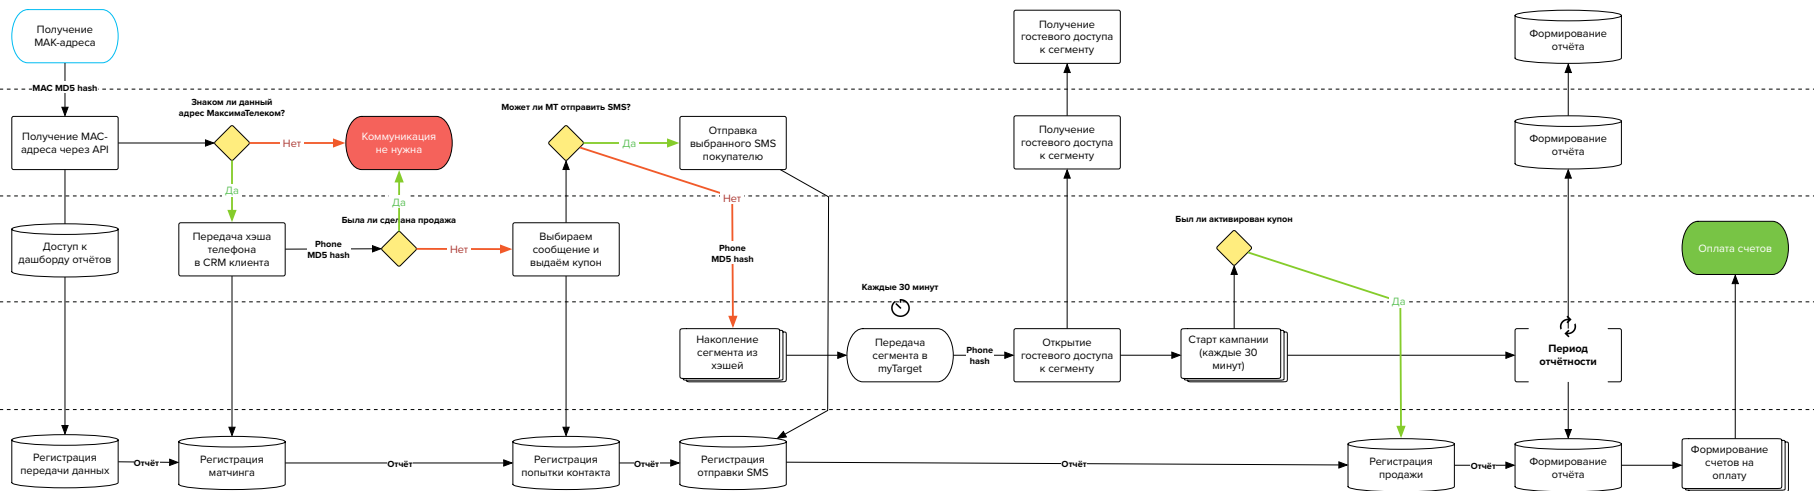 Получение
МАК-адреса
Получение
гостевого доступа
к сегменту
Формирование
отчёта
MAC MD5 hash
Знаком ли данный
адрес МаксимаТелеком?
Может ли МТ отправить SMS?
Получение MAC-
адреса через API
Нет
Коммуникация
не нужна
Да
Отправка
выбранного SMS
покупателю
Получение
гостевого доступа
к сегменту
Формирование
отчёта
Да
Да
Нет
Была ли сделана продажа
Был ли активирован купон
Доступ к
дашборду отчётов
Передача хэша
телефона
в CRM клиента
Phone
MD5 hash
Нет
Выбираем
сообщение и
выдаём купон
Phone
MD5 hash
Оплата счетов
Каждые 30 минут
Да
Накопление
сегмента из
хэшей
Передача
сегмента в
myTarget
Phone
hash
Открытие
гостевого доступа
к сегменту
Старт кампании
(каждые 30
минут)
Период
отчётности
Регистрация
передачи данных
Отчёт
Регистрация
матчинга
Отчёт
Регистрация
попытки контакта
Отчёт
Регистрация
отправки SMS
Отчёт
Регистрация
продажи
Отчёт
Формирование
отчёта
Формирование
счетов на
оплату